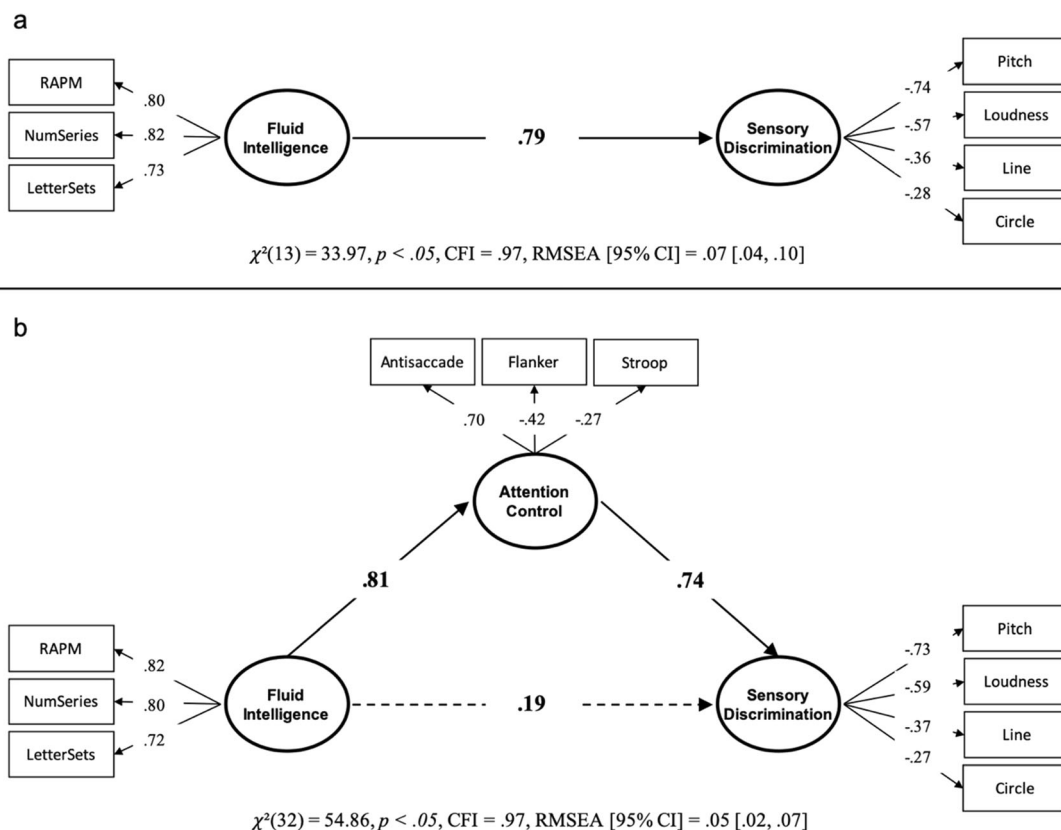 a
RAPM
NumSeries
LetterSets
.80
.82
.73
Fluid
Intelligence
.79
Sensory
Discrimination
-.74
-.57
-.36
-.28
Pitch
Loudness
Line
Circle
χ²(13) = 33.97, p < .05, CFI = .97, RMSEA [95% CI] = .07 [.04, .10]
b
Antisaccade
Flanker
Stroop
.70
-.42
-.27
Attention
Control
.81
.74
RAPM
NumSeries
LetterSets
.82
.80
.72
Fluid
Intelligence
.19
Sensory
Discrimination
-.73
-.59
-.37
-.27
Pitch
Loudness
Line
Circle
χ²(32) = 54.86, p < .05, CFI = .97, RMSEA [95% CI] = .05 [.02, .07]